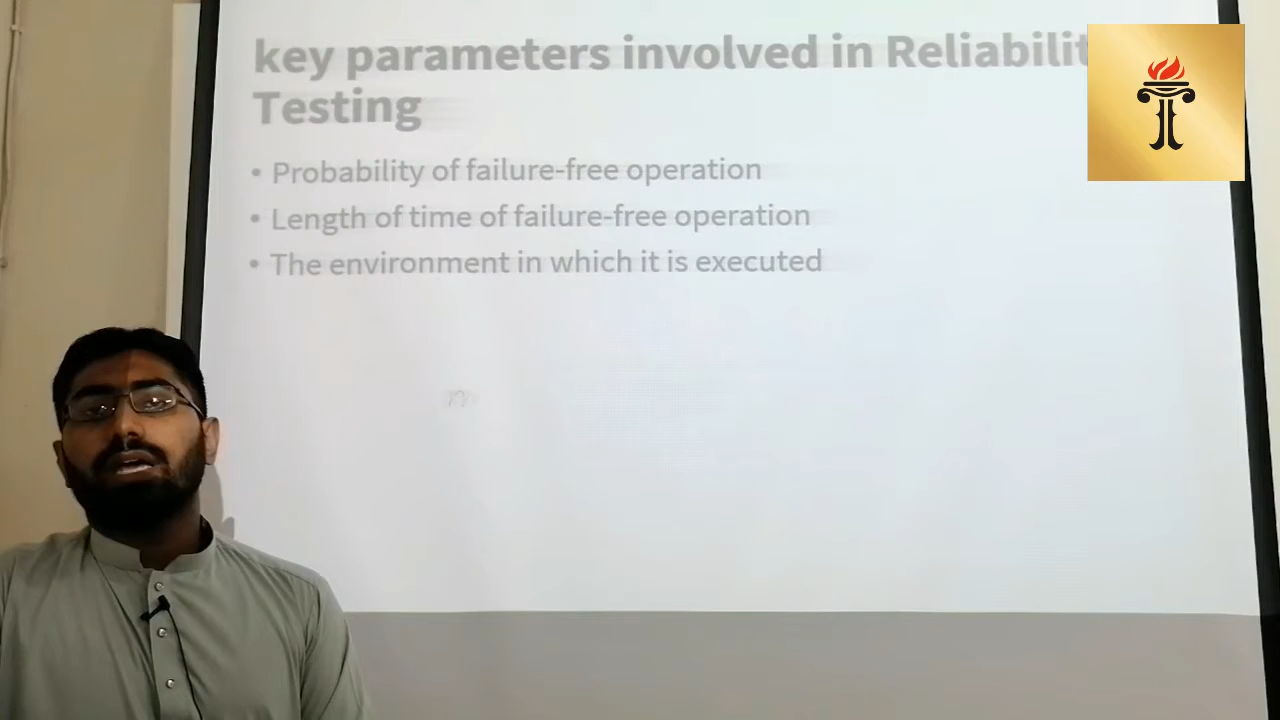 key parameters involved in Reliabilit
Testing
• Probability of failure-free operation
• Length of time of failure-free operation
• The environment in which it is executed